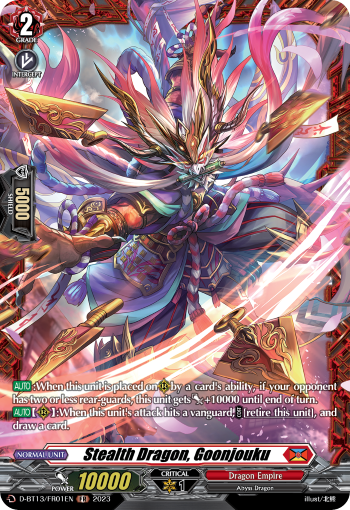 2
GRADE
INTERCEPT
5000
SHIELD
AUTO:When this unit is placed on R by a card's ability, if your opponent
has two or less rear-guards, this unit gets +10000 until end of turn.
AUTO[R]:When this unit's attack hits a vanguard, COST[retire this unit], and
draw a card.
NORMAL UNIT
Stealth Dragon, Goonjouku
POWER 10000
CRITICAL
1
Dragon Empire
Abyss Dragon
D-BT13/FR01EN FR 2023
illust/北熊